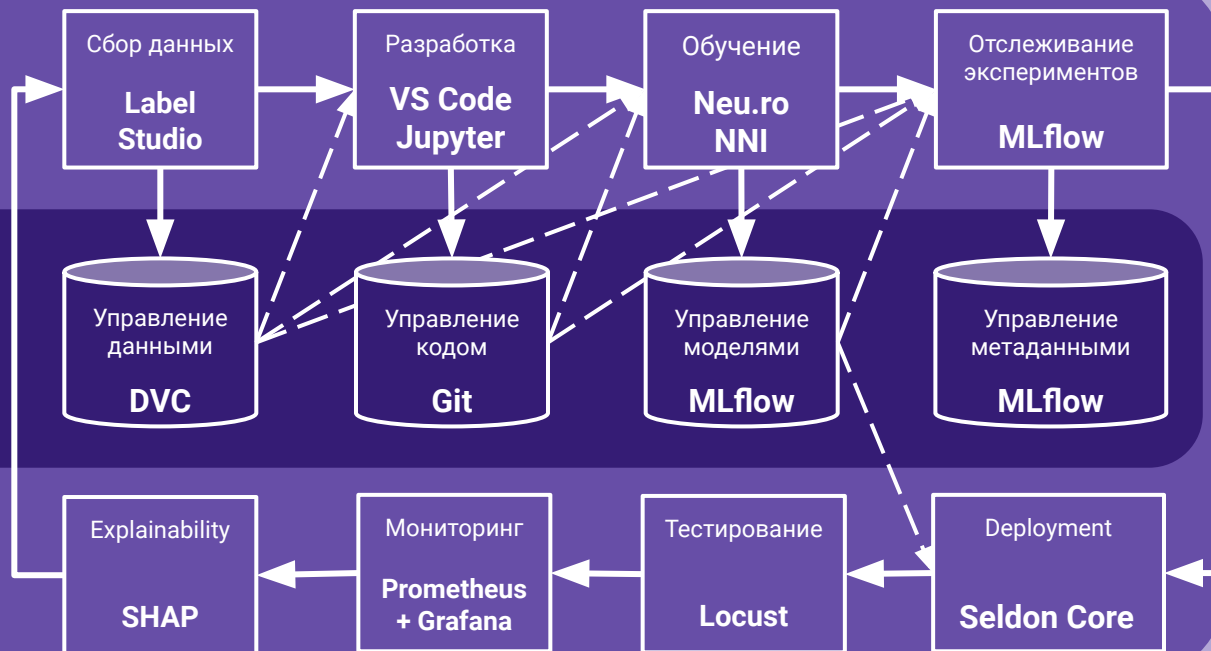 Сбор данных
Label
Studio
Разработка
VS Code
Jupyter
Обучение
Neu.ro
NNI
Отслеживание
экспериментов
MLflow
Управление
данными
DVC
Управление
кодом
Git
Управление
моделями
MLflow
Управление
метаданными
MLflow
Explainability
SHAP
Мониторинг
Prometheus
+ Grafana
Тестирование
Locust
Deployment
Seldon Core